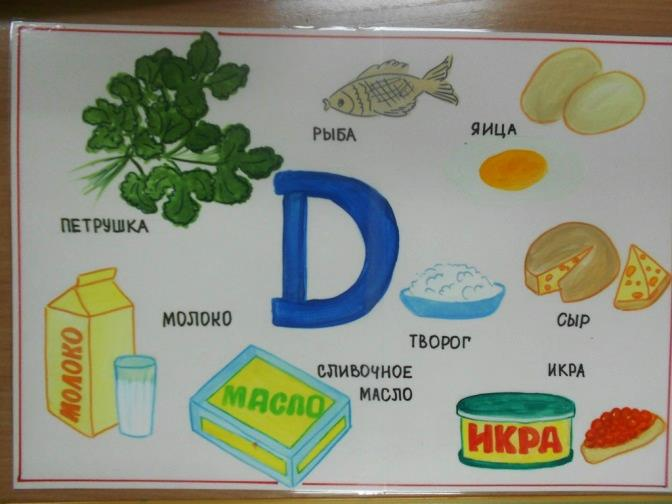 РЫБА
ЯИЦА
ПЕТРУШКА
D
МОЛОКО
ТВОРОГ
СЫР
МОЛОКО
МАСЛО
СЛИВОЧНОЕ
МАСЛО
ИКРА
ИКРА